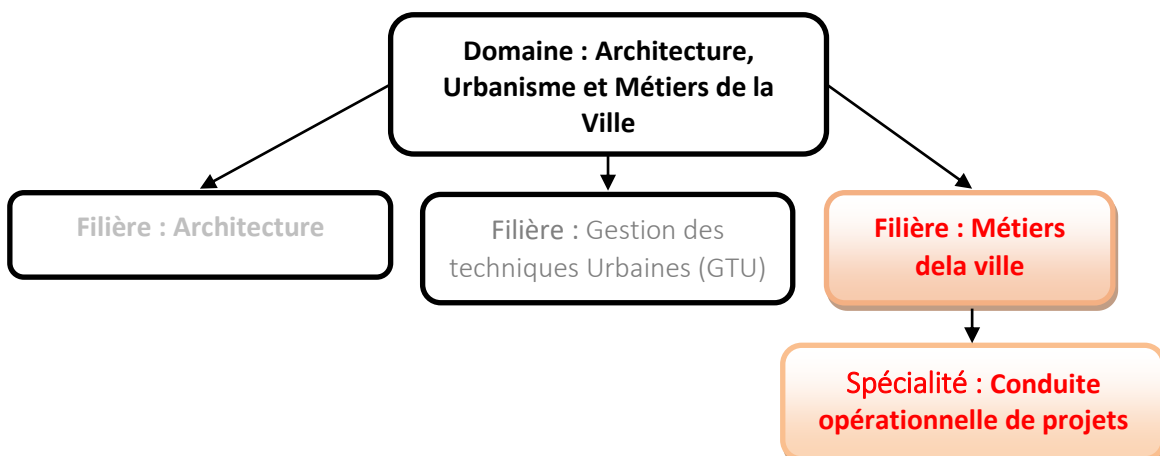 Domaine : Architecture,
Urbanisme et Métiers de la
Ville
Filière : Architecture
Filière : Gestion des
techniques Urbaines (GTU)
Filière : Métiers
dela ville
Spécialité : Conduite
opérationnelle de projets